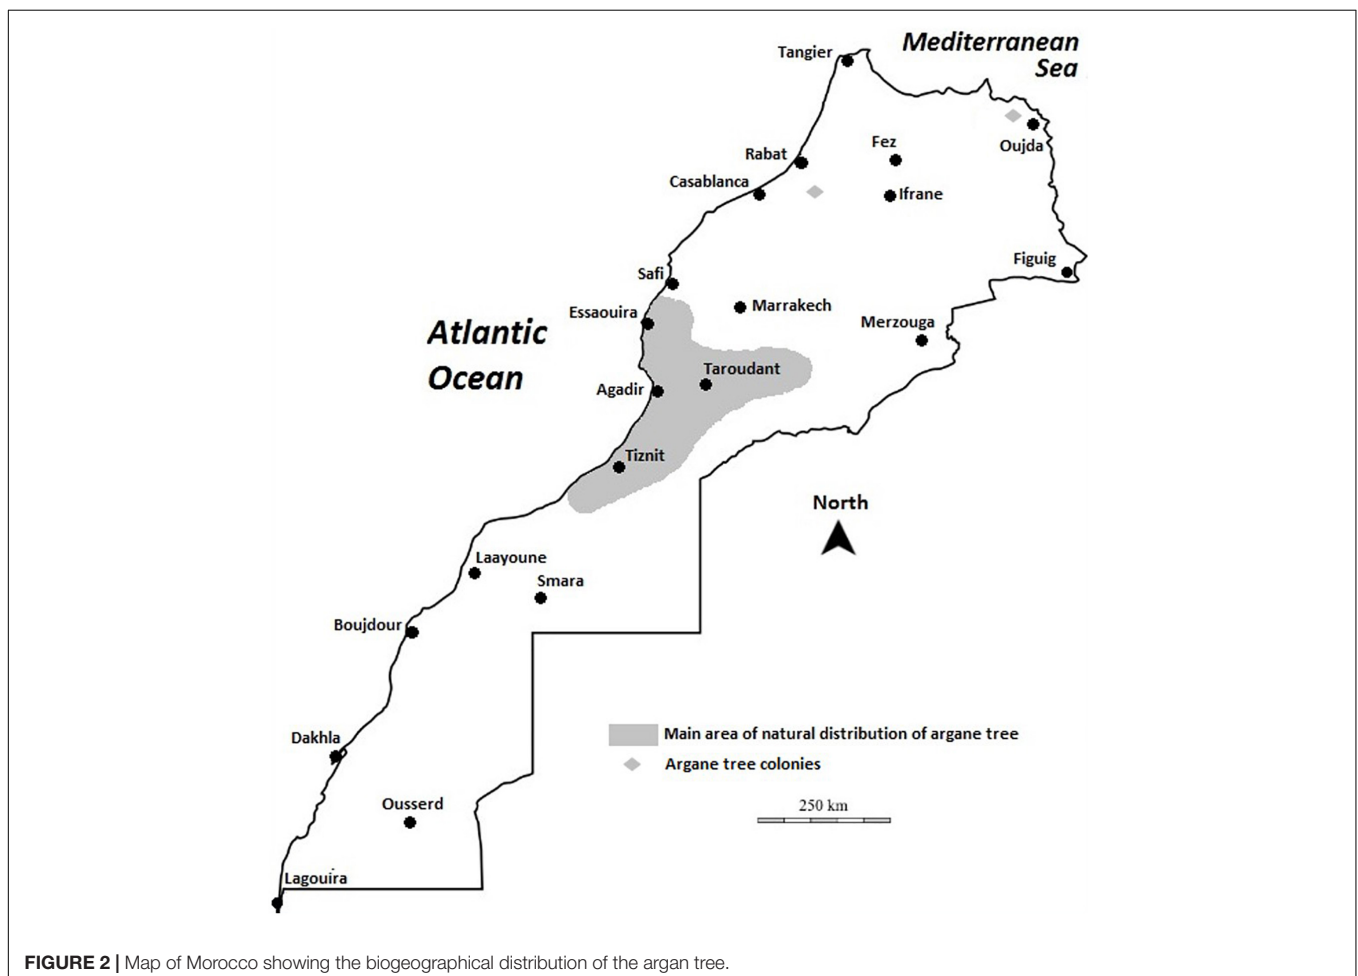 Mediterranean
Sea
Tangier
Oujda
Fez
Rabat
Casablanca
Ifrane
Figuig
Safi
Essaouira
Marrakech
Merzouga
Atlantic
Ocean
Taroudant
Agadir
Tiznit
North
Laayoune
Smara
Boujdour
Main area of natural distribution of argane tree
Dakhla
Argane tree colonies
Ousserd
250 km
Lagouira
FIGURE 2 | Map of Morocco showing the biogeographical distribution of the argan tree.